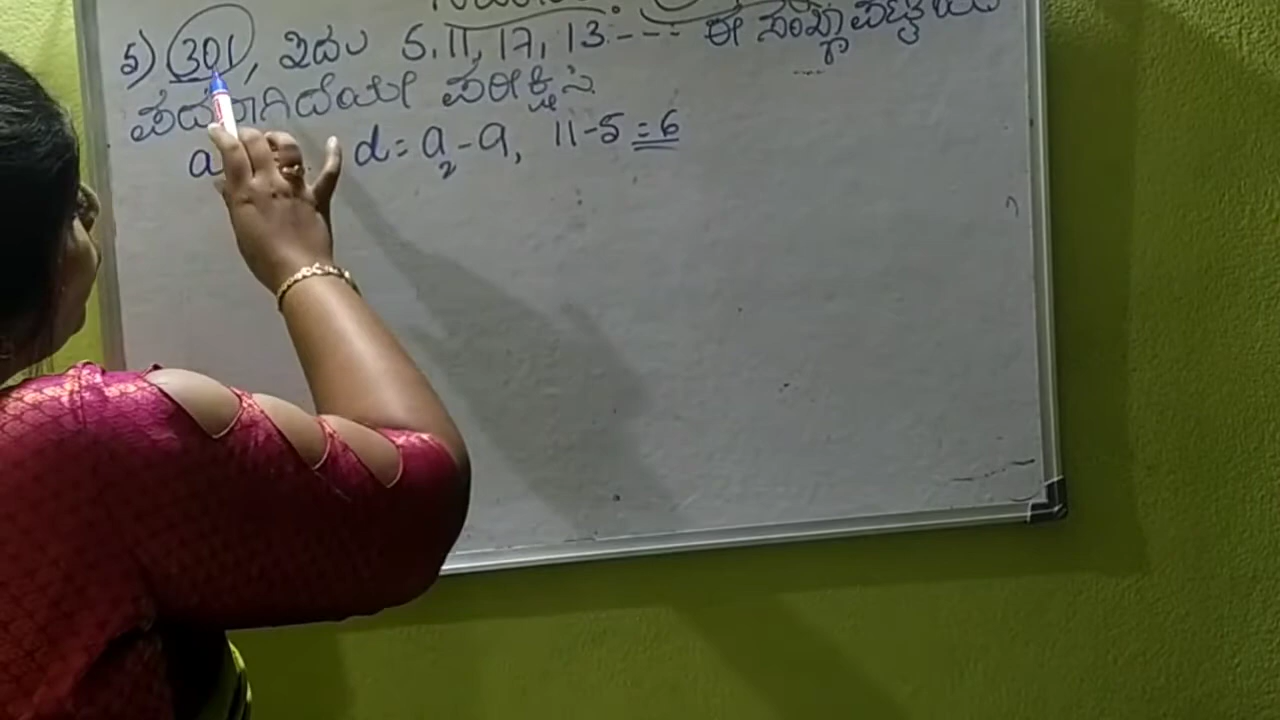 5) 301, ಇದು 5, 11, 17, 13 - - - ಈ ಸಂಖ್ಯಾ ಪಟ್ಟಿಯ
ಪದವಾಗಿದೆಯೇ ಪರೀಕ್ಷಿಸಿ.
a d = a₂ - a, 11 - 5 = 6